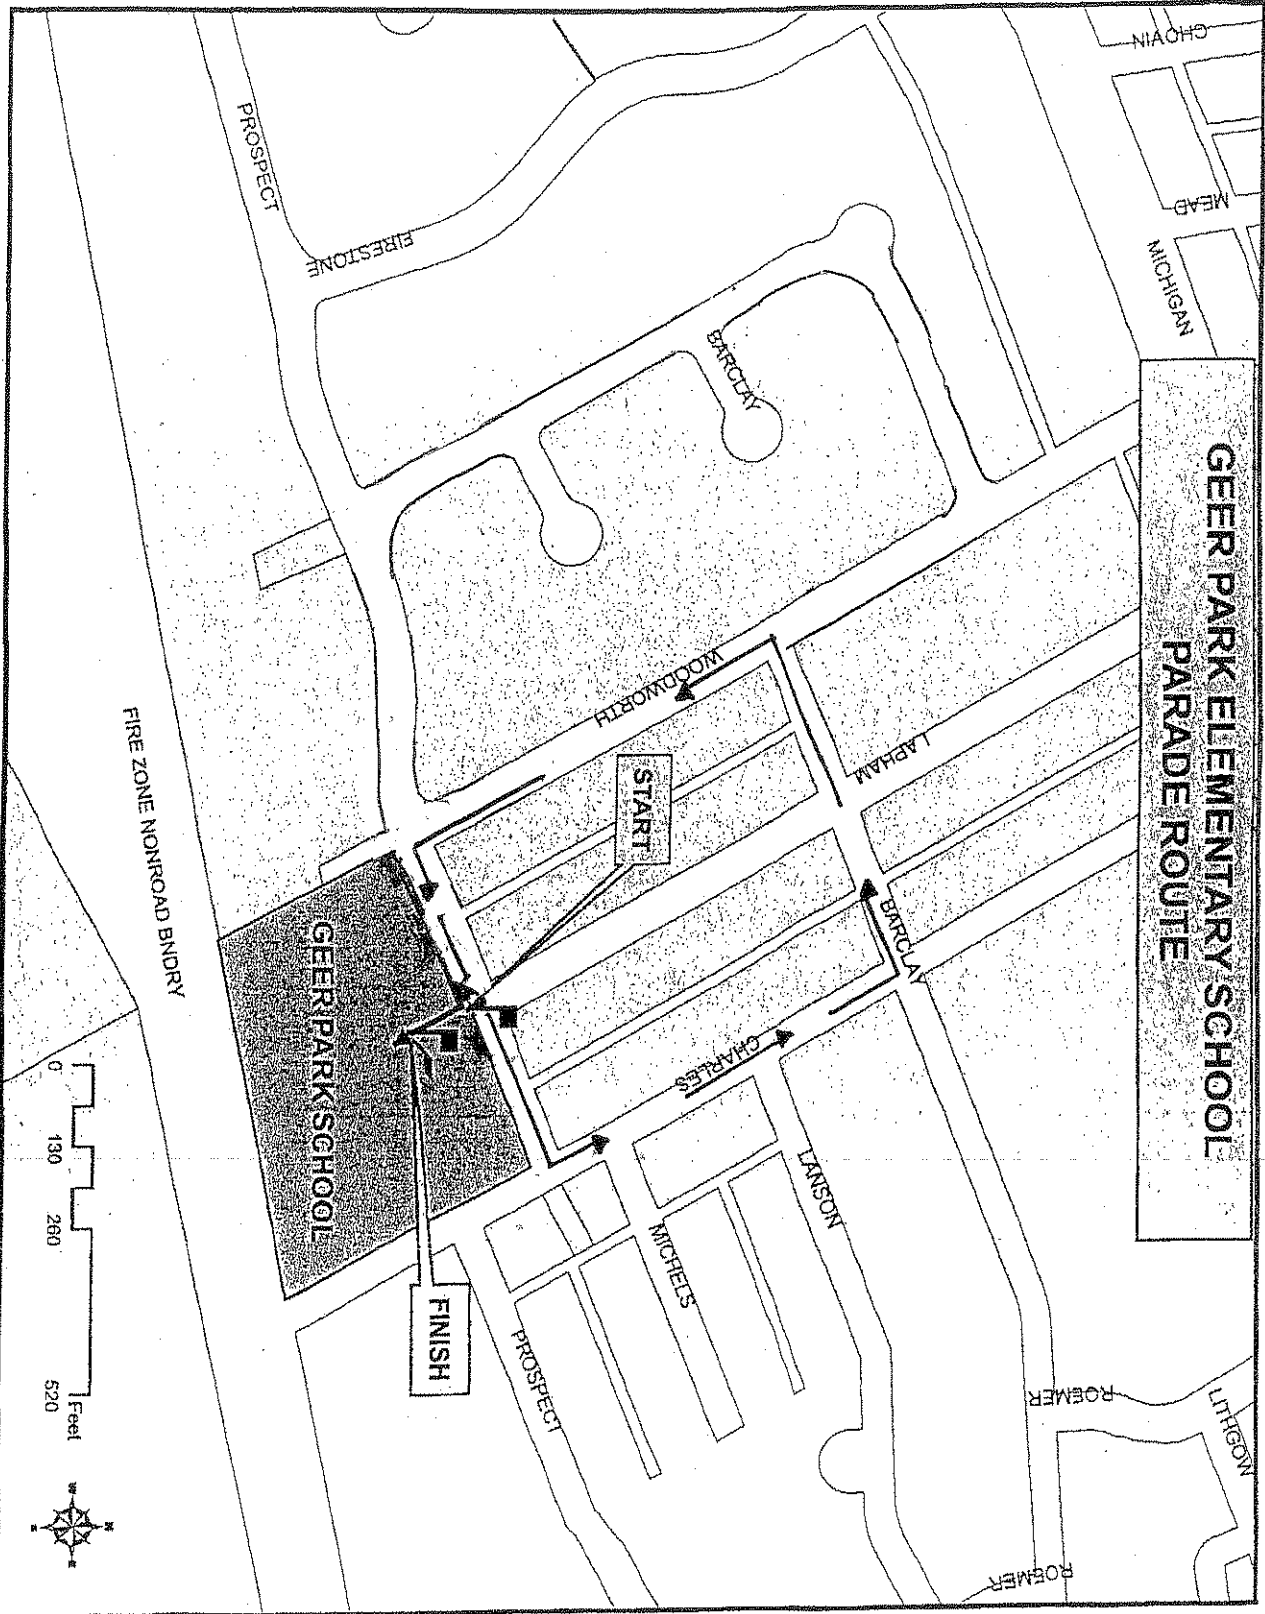 GEER PARK ELEMENTARY SCHOOL
PARADE ROUTE
CHOVIN
MEAD
MICHIGAN
PROSPECT
FIRESTONE
BARCLAY
WOODWORTH
LAPHAM
START
BARCLAY
CHARLES
LANSON
MICHELS
PROSPECT
ROEMER
LITHGOW
ROEMER
GEER PARK SCHOOL
FINISH
FIRE ZONE NONROAD BNDRY
0 130 260 520
Feet